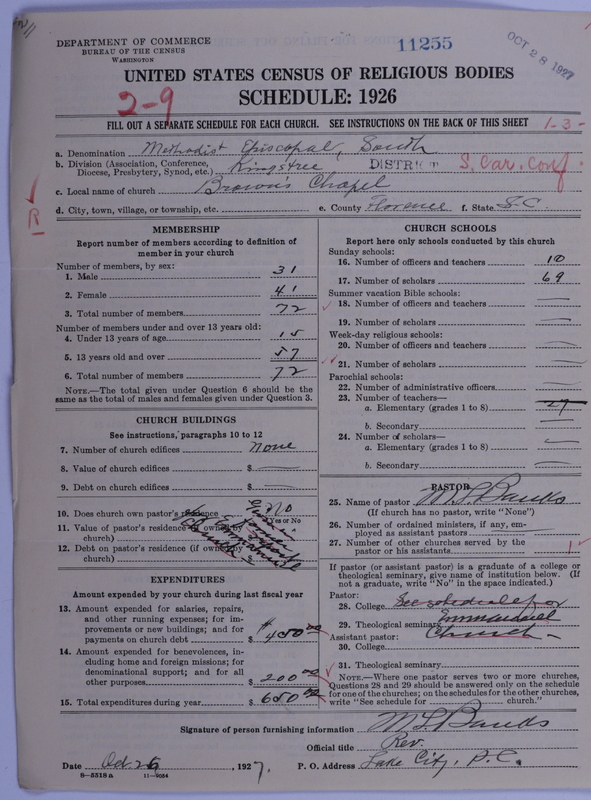 DEPARTMENT OF COMMERCE
BUREAU OF THE CENSUS
WASHINGTON
11255
OCT 28 1927
UNITED STATES CENSUS OF RELIGIOUS BODIES
SCHEDULE: 1926
2-9
FILL OUT A SEPARATE SCHEDULE FOR EACH CHURCH. SEE INSTRUCTIONS ON THE BACK OF THIS SHEET
1-3-
a. Denomination Methodist Episcopal, South
b. Division (Association, Conference, Diocese, Presbytery, Synod, etc.) Kingstree DISTRICT S. Car. Conf.
c. Local name of church Brown's Chapel
R
d. City, town, village, or township, etc. e. County Florence f. State S.C.
MEMBERSHIP
Report number of members according to definition of
member in your church
Number of members, by sex:
1. Male 31
2. Female 41
3. Total number of members 72
Number of members under and over 13 years old:
4. Under 13 years of age 15
5. 13 years old and over 57
6. Total number of members 72
NOTE.—The total given under Question 6 should be the
same as the total of males and females given under Question 3.
CHURCH BUILDINGS
See instructions, paragraphs 10 to 12
7. Number of church edifices none
8. Value of church edifices $
9. Debt on church edifices $
10. Does church own pastor's residence no
Yes or No
11. Value of pastor's residence (if owned by
church)
12. Debt on pastor's residence (if owned by
church) $
EXPENDITURES
Amount expended by your church during last fiscal year
13. Amount expended for salaries, repairs,
and other running expenses; for im-
provements or new buildings; and for
payments on church debt $ 450.00
14. Amount expended for benevolences, in-
cluding home and foreign missions; for
denominational support; and for all
other purposes $ 200.00
15. Total expenditures during year $ 650.00
CHURCH SCHOOLS
Report here only schools conducted by this church
Sunday schools:
16. Number of officers and teachers 10
17. Number of scholars 69
Summer vacation Bible schools:
18. Number of officers and teachers
19. Number of scholars
Week-day religious schools:
20. Number of officers and teachers
21. Number of scholars
Parochial schools:
22. Number of administrative officers
23. Number of teachers—
a. Elementary (grades 1 to 8)
b. Secondary
24. Number of scholars—
a. Elementary (grades 1 to 8)
b. Secondary
PASTOR
25. Name of pastor M L Banks
(If church has no pastor, write "None")
26. Number of ordained ministers, if any, em-
ployed as assistant pastors
27. Number of other churches served by the
pastor or his assistants 1
If pastor (or assistant pastor) is a graduate of a college or
theological seminary, give name of institution below. (If
not a graduate, write "No" in the space indicated.)
Pastor:
28. College See schedule for
29. Theological seminary
Assistant pastor: Church
30. College
31. Theological seminary
NOTE.—Where one pastor serves two or more churches,
Questions 28 and 29 should be answered only on the schedule
for one of the churches; on the schedules for the other churches,
write "See schedule for church."
Signature of person furnishing information M L Banks
Official title Rev.
Date Oct. 26, 1927. P. O. Address Lake City, S.C.
8—5518a 11—9034